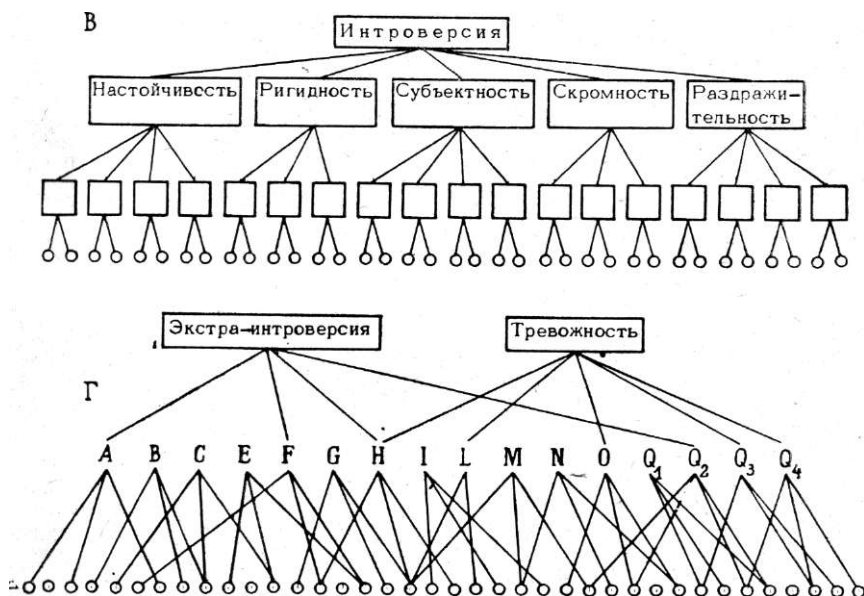 В
Интроверсия
Настойчивость Ригидность Субъектность Скромность Раздражи-
тельность
Экстра-интроверсия Тревожность
Г
A B C E F G H I L M N O Q1 Q2 Q3 Q4